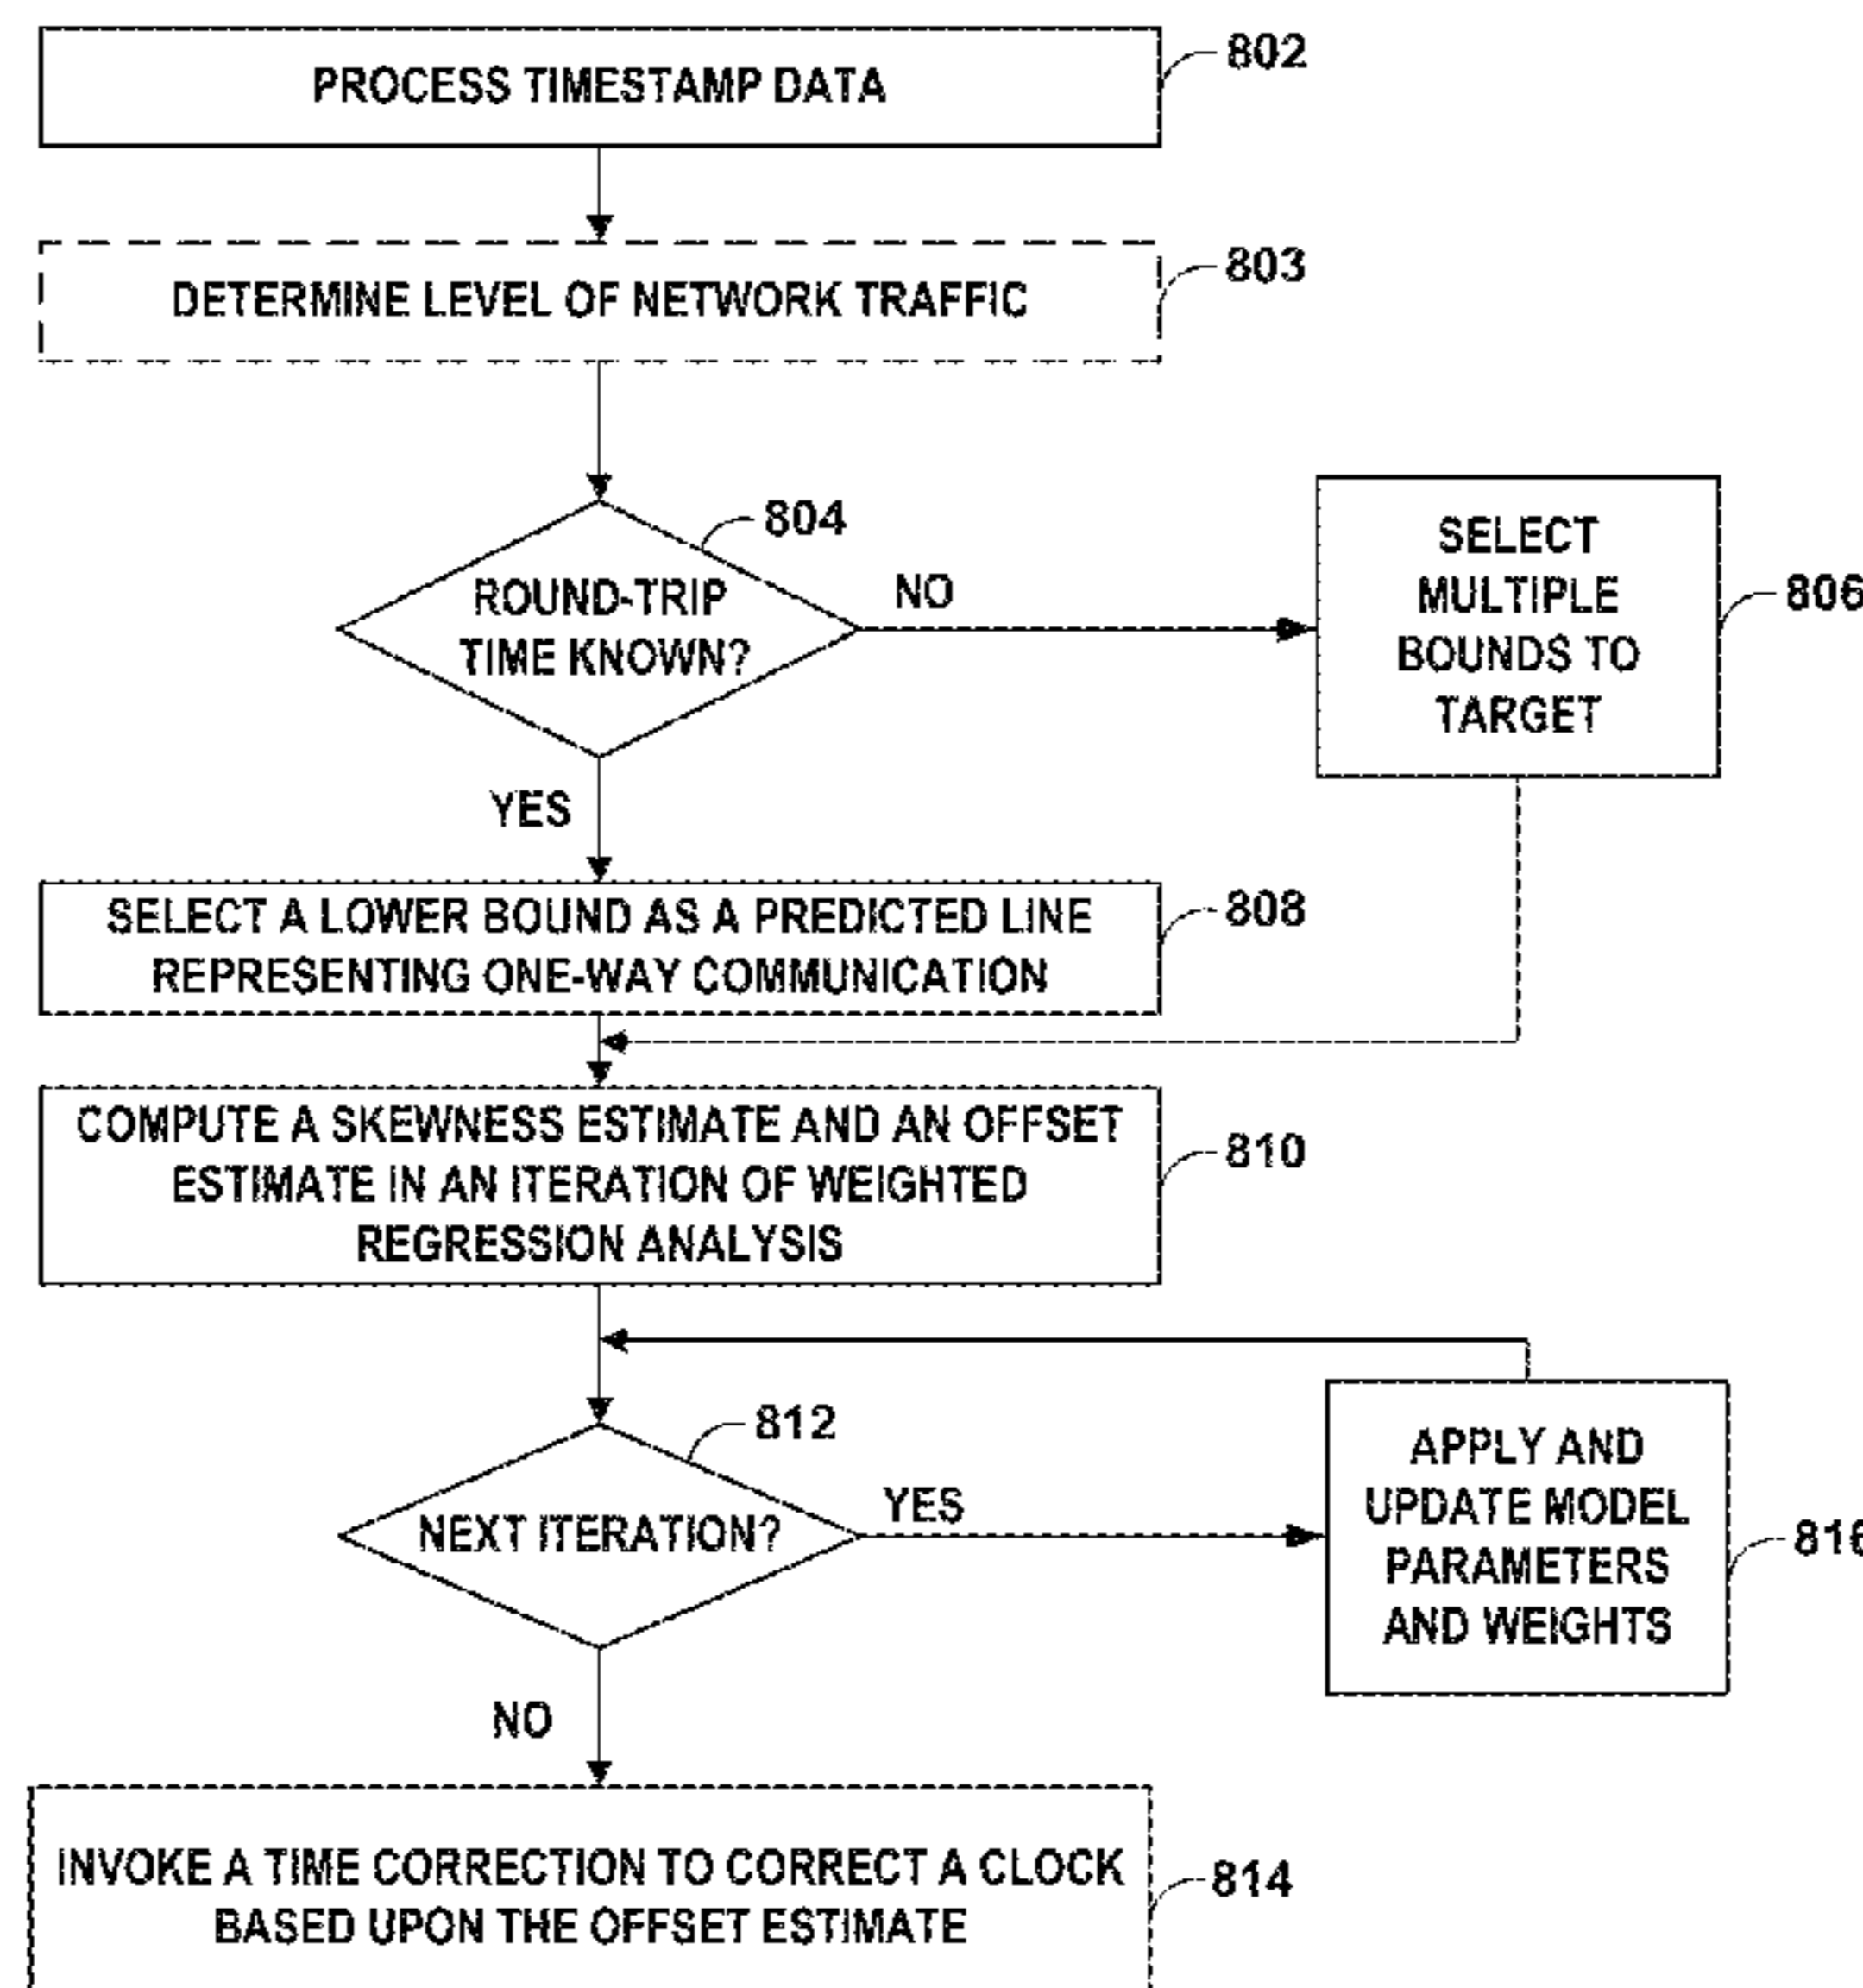 PROCESS TIMESTAMP DATA
802
DETERMINE LEVEL OF NETWORK TRAFFIC
803
804
ROUND-TRIP
TIME KNOWN?
NO
YES
SELECT
MULTIPLE
BOUNDS TO
TARGET
806
SELECT A LOWER BOUND AS A PREDICTED LINE
REPRESENTING ONE-WAY COMMUNICATION
808
COMPUTE A SKEWNESS ESTIMATE AND AN OFFSET
ESTIMATE IN AN ITERATION OF WEIGHTED
REGRESSION ANALYSIS
810
812
NEXT ITERATION?
YES
NO
APPLY AND
UPDATE MODEL
PARAMETERS
AND WEIGHTS
816
INVOKE A TIME CORRECTION TO CORRECT A CLOCK
BASED UPON THE OFFSET ESTIMATE
814